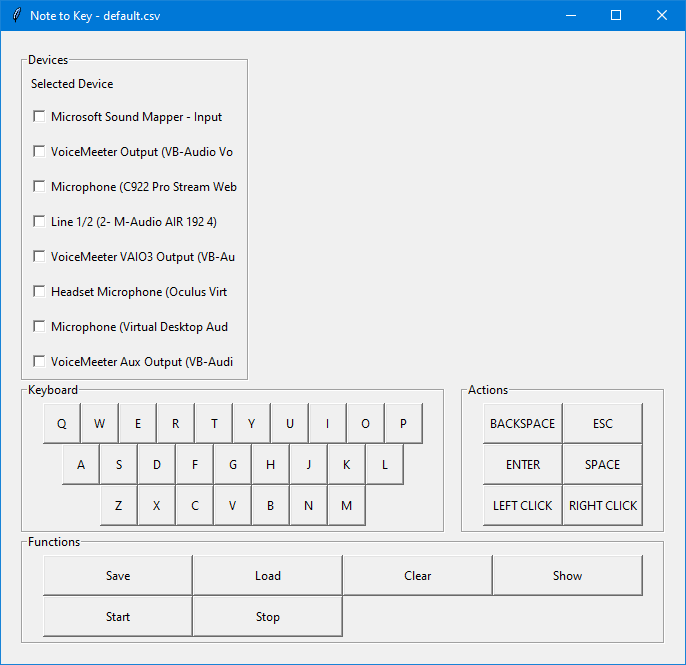 Note to Key - default.csv
Devices
Selected Device
Microsoft Sound Mapper - Input
VoiceMeeter Output (VB-Audio Vo
Microphone (C922 Pro Stream Web
Line 1/2 (2- M-Audio AIR 192 4)
VoiceMeeter VAIO3 Output (VB-Au
Headset Microphone (Oculus Virt
Microphone (Virtual Desktop Aud
VoiceMeeter Aux Output (VB-Audi
Keyboard
Q W E R T Y U I O P
A S D F G H J K L
Z X C V B N M
Actions
BACKSPACE ESC
ENTER SPACE
LEFT CLICK RIGHT CLICK
Functions
Save Load Clear Show
Start Stop